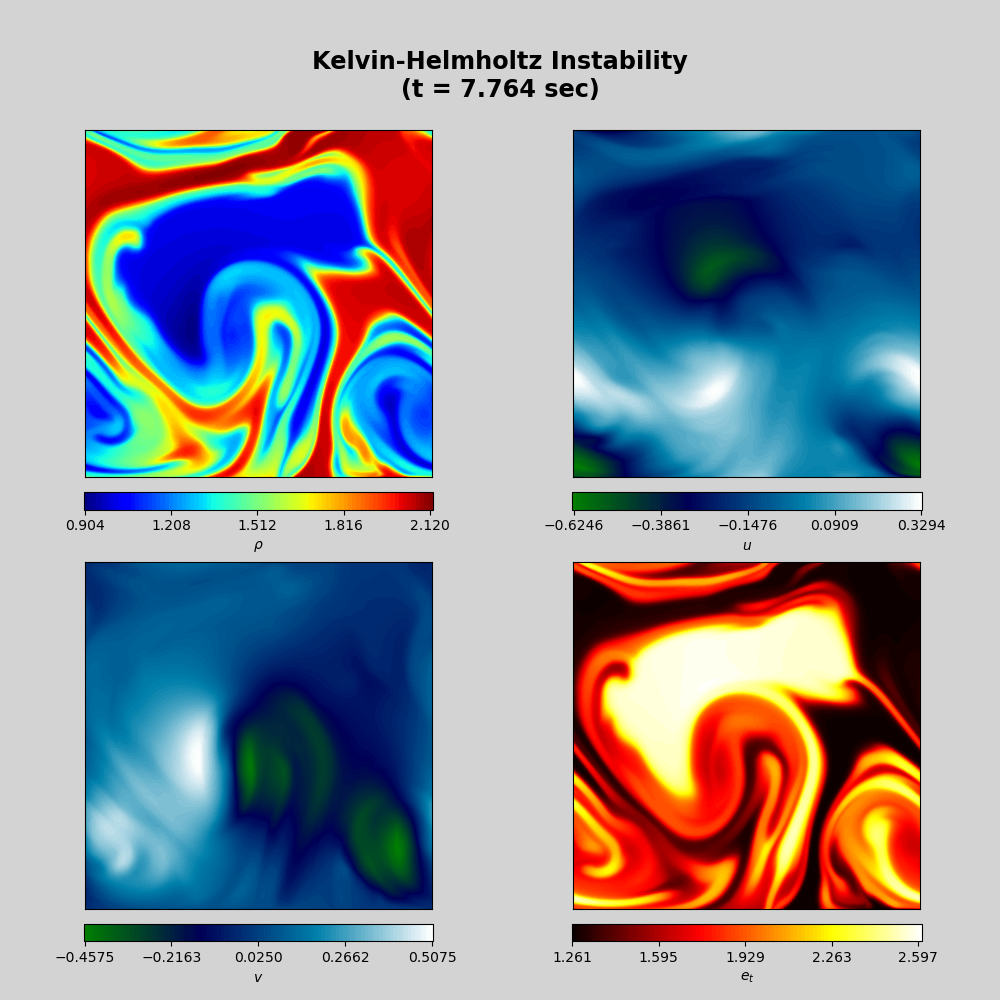 Kelvin-Helmholtz Instability
(t = 7.764 sec)
0.904 1.208 1.512 1.816 2.120
ρ
−0.6246 −0.3861 −0.1476 0.0909 0.3294
u
−0.4575 −0.2163 0.0250 0.2662 0.5075
v
1.261 1.595 1.929 2.263 2.597
e_t